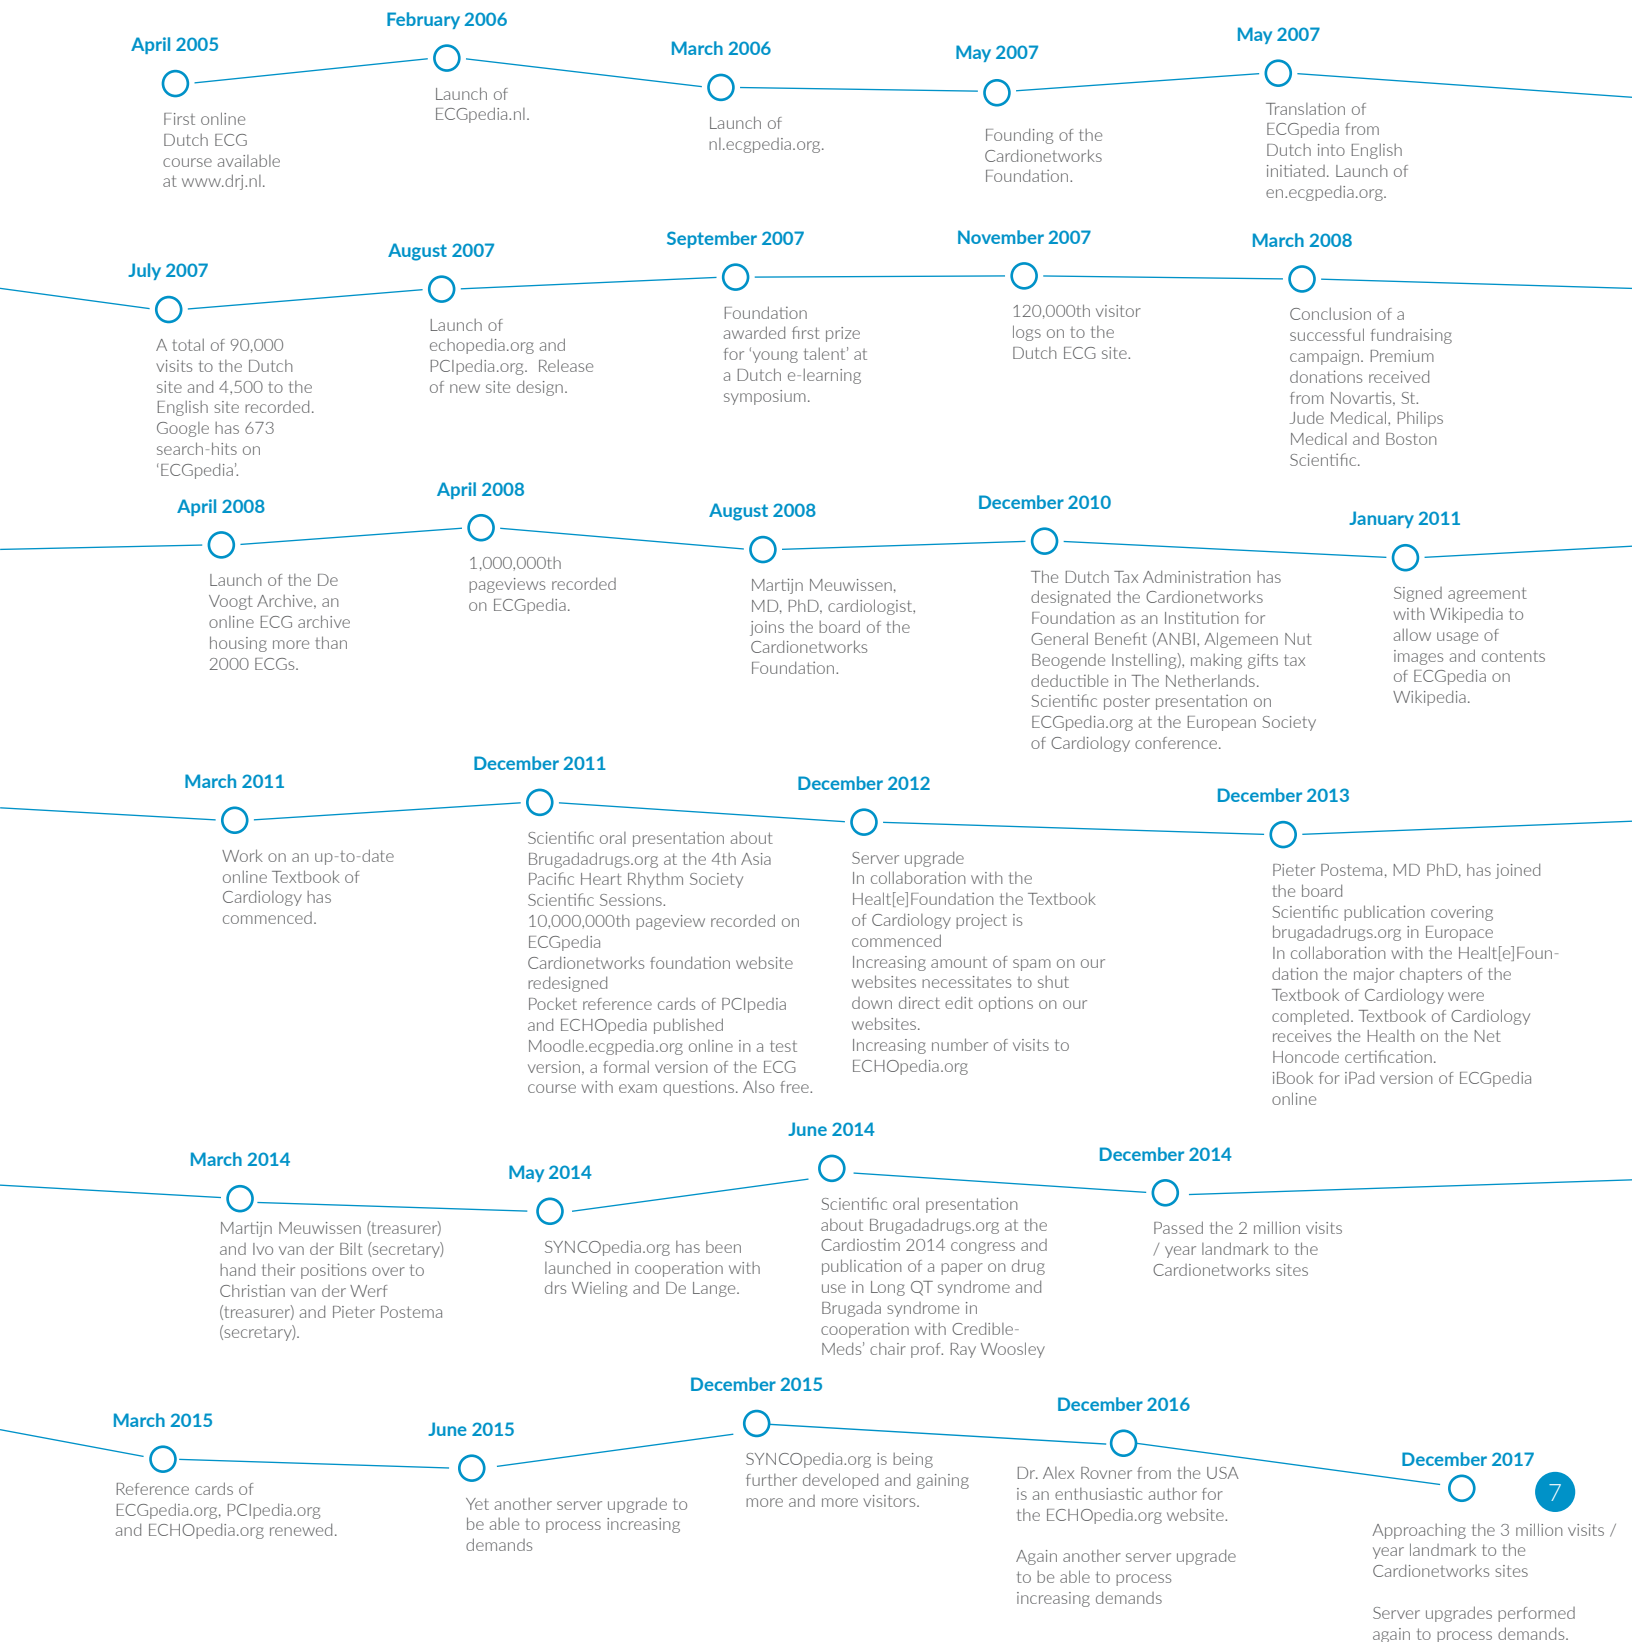 April 2005
First online
Dutch ECG
course available
at www.drj.nl.
February 2006
Launch of
ECGpedia.nl.
March 2006
Launch of
nl.ecgpedia.org.
May 2007
Founding of the
Cardionetworks
Foundation.
May 2007
Translation of
ECGpedia from
Dutch into English
initiated. Launch of
en.ecgpedia.org.
July 2007
A total of 90,000
visits to the Dutch
site and 4,500 to the
English site recorded.
Google has 673
search-hits on
‘ECGpedia’.
August 2007
Launch of
echopedia.org and
PCIpedia.org.  Release
of new site design.
September 2007
Foundation
awarded first prize
for ‘young talent’ at
a Dutch e-learning
symposium.
November 2007
120,000th visitor
logs on to the
Dutch ECG site.
March 2008
Conclusion of a
successful fundraising
campaign. Premium
donations received
from Novartis, St.
Jude Medical, Philips
Medical and Boston
Scientific.
April 2008
Launch of the De
Voogt Archive, an
online ECG archive
housing more than
2000 ECGs.
April 2008
1,000,000th
pageviews recorded
on ECGpedia.
August 2008
Martijn Meuwissen,
MD, PhD, cardiologist,
joins the board of the
Cardionetworks
Foundation.
December 2010
The Dutch Tax Administration has
designated the Cardionetworks
Foundation as an Institution for
General Benefit (ANBI, Algemeen Nut
Beogende Instelling), making gifts tax
deductible in The Netherlands.
Scientific poster presentation on
ECGpedia.org at the European Society
of Cardiology conference.
January 2011
Signed agreement
with Wikipedia to
allow usage of
images and contents
of ECGpedia on
Wikipedia.
March 2011
Work on an up-to-date
online Textbook of
Cardiology has
commenced.
December 2011
Scientific oral presentation about
Brugadadrugs.org at the 4th Asia
Pacific Heart Rhythm Society
Scientific Sessions.
10,000,000th pageview recorded on
ECGpedia
Cardionetworks foundation website
redesigned
Pocket reference cards of PCIpedia
and ECHOpedia published
Moodle.ecgpedia.org online in a test
version, a formal version of the ECG
course with exam questions. Also free.
December 2012
Server upgrade
In collaboration with the
Healt[e]Foundation the Textbook
of Cardiology project is
commenced
Increasing amount of spam on our
websites necessitates to shut
down direct edit options on our
websites.
Increasing number of visits to
ECHOpedia.org
December 2013
Pieter Postema, MD PhD, has joined
the board
Scientific publication covering
brugadadrugs.org in Europace
In collaboration with the Healt[e]Foun-
dation the major chapters of the
Textbook of Cardiology were
completed. Textbook of Cardiology
receives the Health on the Net
Honcode certification.
iBook for iPad version of ECGpedia
online
March 2014
Martijn Meuwissen (treasurer)
and Ivo van der Bilt (secretary)
hand their positions over to
Christian van der Werf
(treasurer) and Pieter Postema
(secretary).
May 2014
SYNCOpedia.org has been
launched in cooperation with
drs Wieling and De Lange.
June 2014
Scientific oral presentation
about Brugadadrugs.org at the
Cardiostim 2014 congress and
publication of a paper on drug
use in Long QT syndrome and
Brugada syndrome in
cooperation with Credible-
Meds’ chair prof. Ray Woosley
December 2014
Passed the 2 million visits
/ year landmark to the
Cardionetworks sites
March 2015
Reference cards of
ECGpedia.org, PCIpedia.org
and ECHOpedia.org renewed.
June 2015
Yet another server upgrade to
be able to process increasing
demands
December 2015
SYNCOpedia.org is being
further developed and gaining
more and more visitors.
December 2016
Dr. Alex Rovner from the USA
is an enthusiastic author for
the ECHOpedia.org website.
Again another server upgrade
to be able to process
increasing demands
December 2017
7
Approaching the 3 million visits /
year landmark to the
Cardionetworks sites
Server upgrades performed
again to process demands.